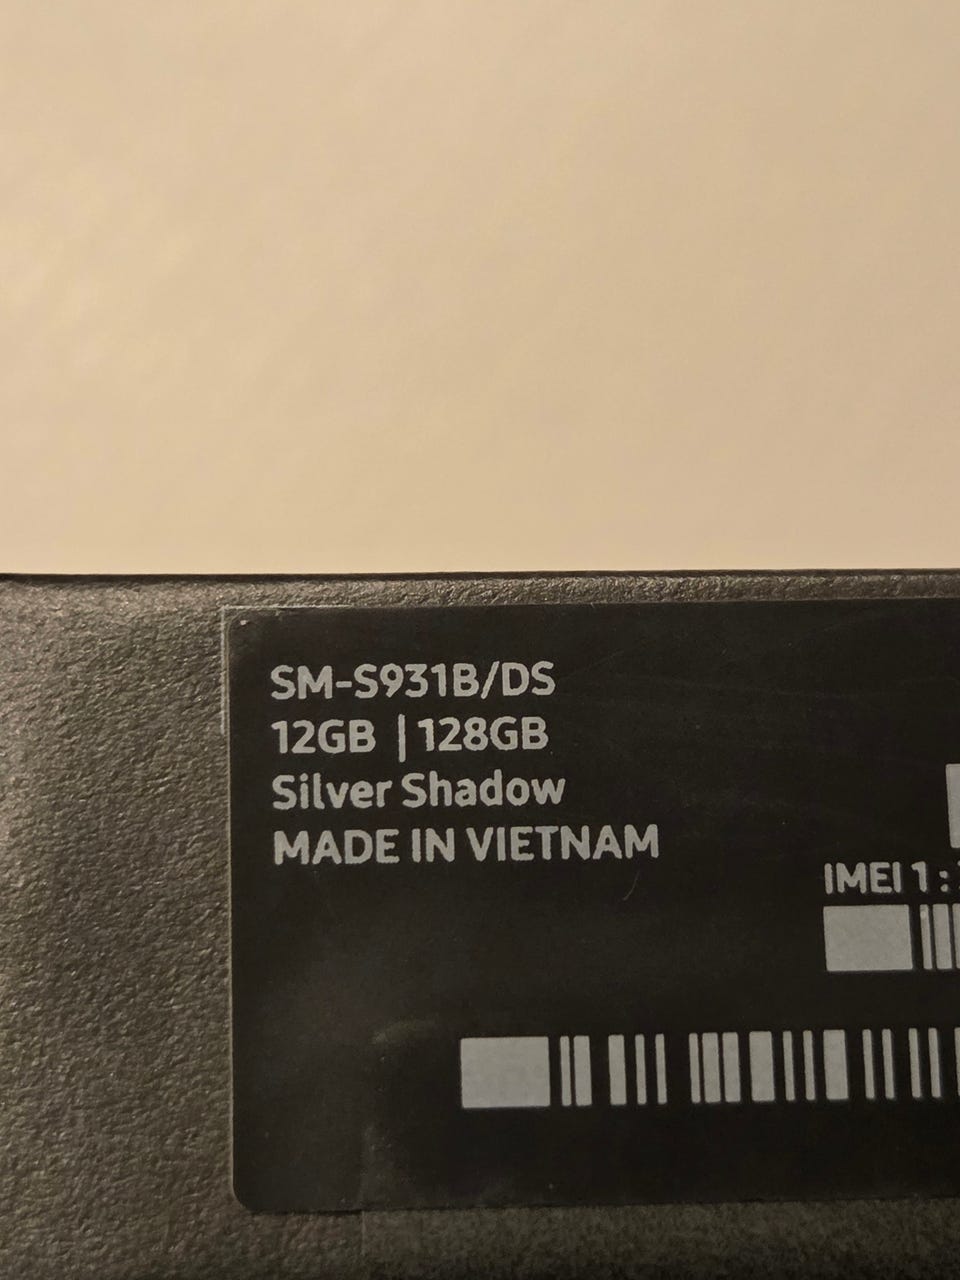 SM-S931B/DS
12GB | 128GB
Silver Shadow
MADE IN VIETNAM
IMEI 1 :